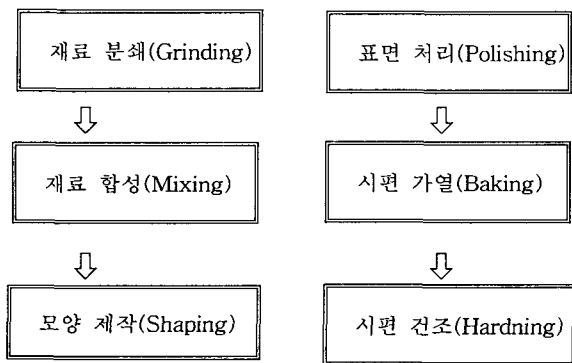 재료 분쇄(Grinding)
재료 합성(Mixing)
모양 제작(Shaping)
표면 처리(Polishing)
시편 가열(Baking)
시편 건조(Hardning)